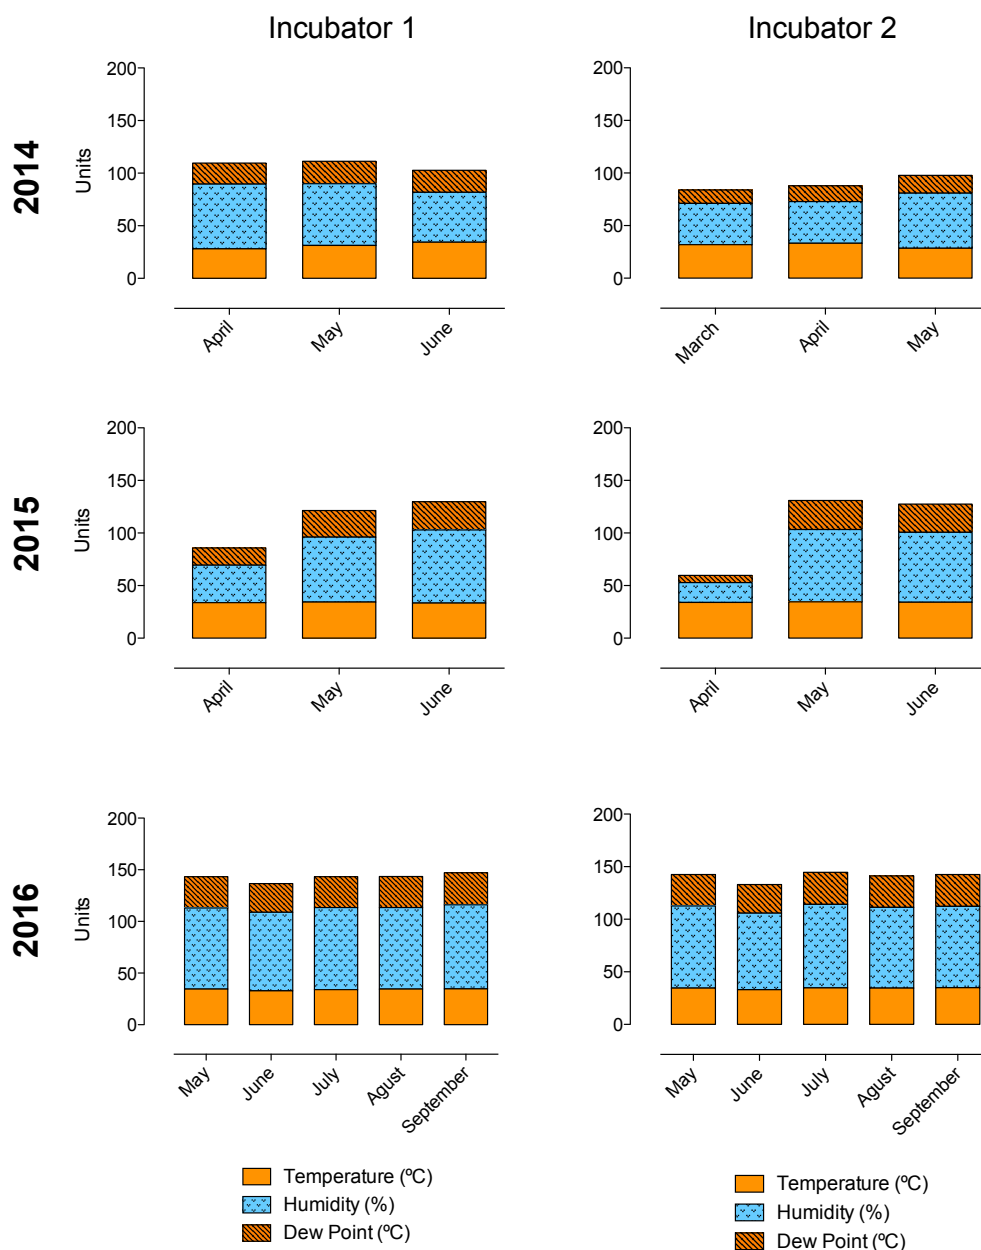 Incubator 1
Incubator 2
2014
Units
200
150
100
50
0
April
May
June
200
150
100
50
0
March
April
May
2015
Units
200
150
100
50
0
April
May
June
200
150
100
50
0
April
May
June
2016
Units
200
150
100
50
0
May
June
July
Agust
September
200
150
100
50
0
May
June
July
Agust
September
Temperature (ºC)
Humidity (%)
Dew Point (ºC)
Temperature (ºC)
Humidity (%)
Dew Point (ºC)